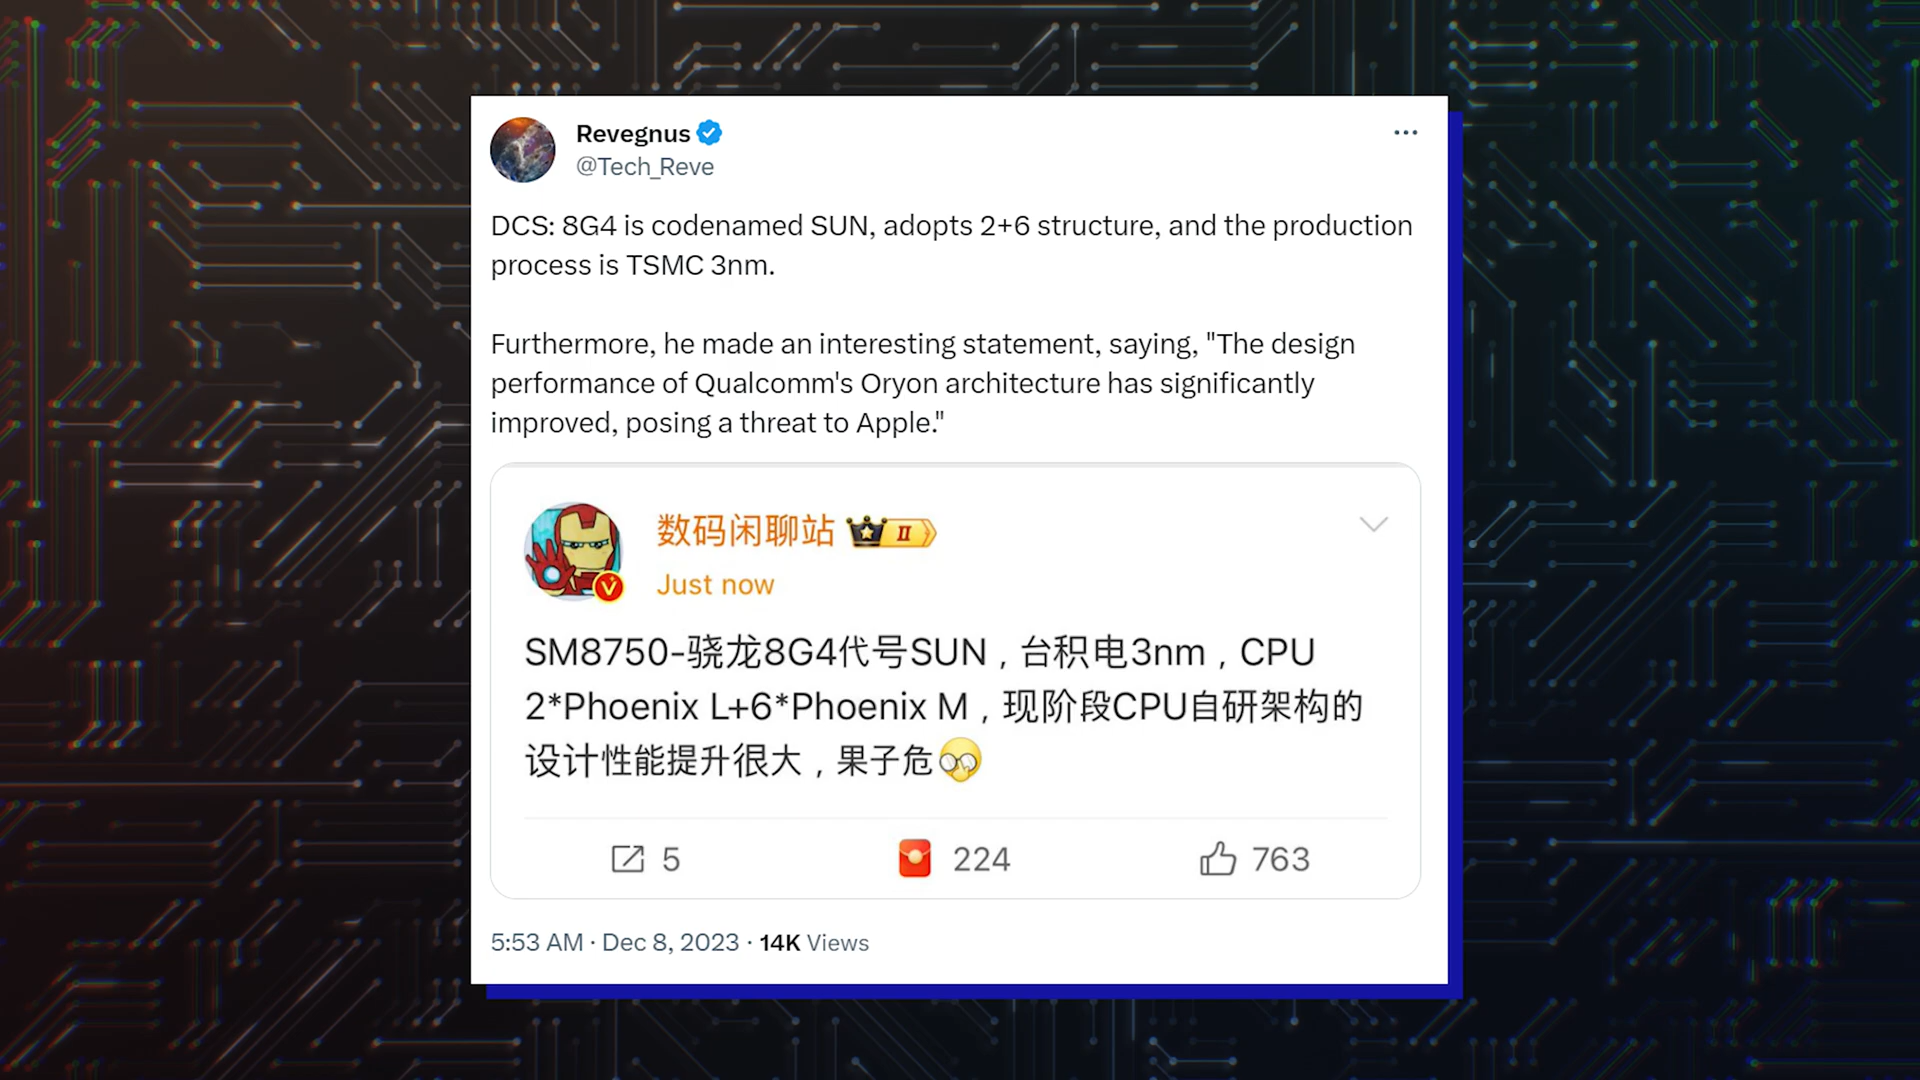 Revegnus
@Tech_Reve
DCS: 8G4 is codenamed SUN, adopts 2+6 structure, and the production
process is TSMC 3nm.
Furthermore, he made an interesting statement, saying, "The design
performance of Qualcomm's Oryon architecture has significantly
improved, posing a threat to Apple."
数码闲聊站 II
Just now
SM8750-骁龙8G4代号SUN，台积电3nm，CPU
2*Phoenix L+6*Phoenix M，现阶段CPU自研架构的
设计性能提升很大，果子危
5 224 763
5:53 AM · Dec 8, 2023 · 14K Views